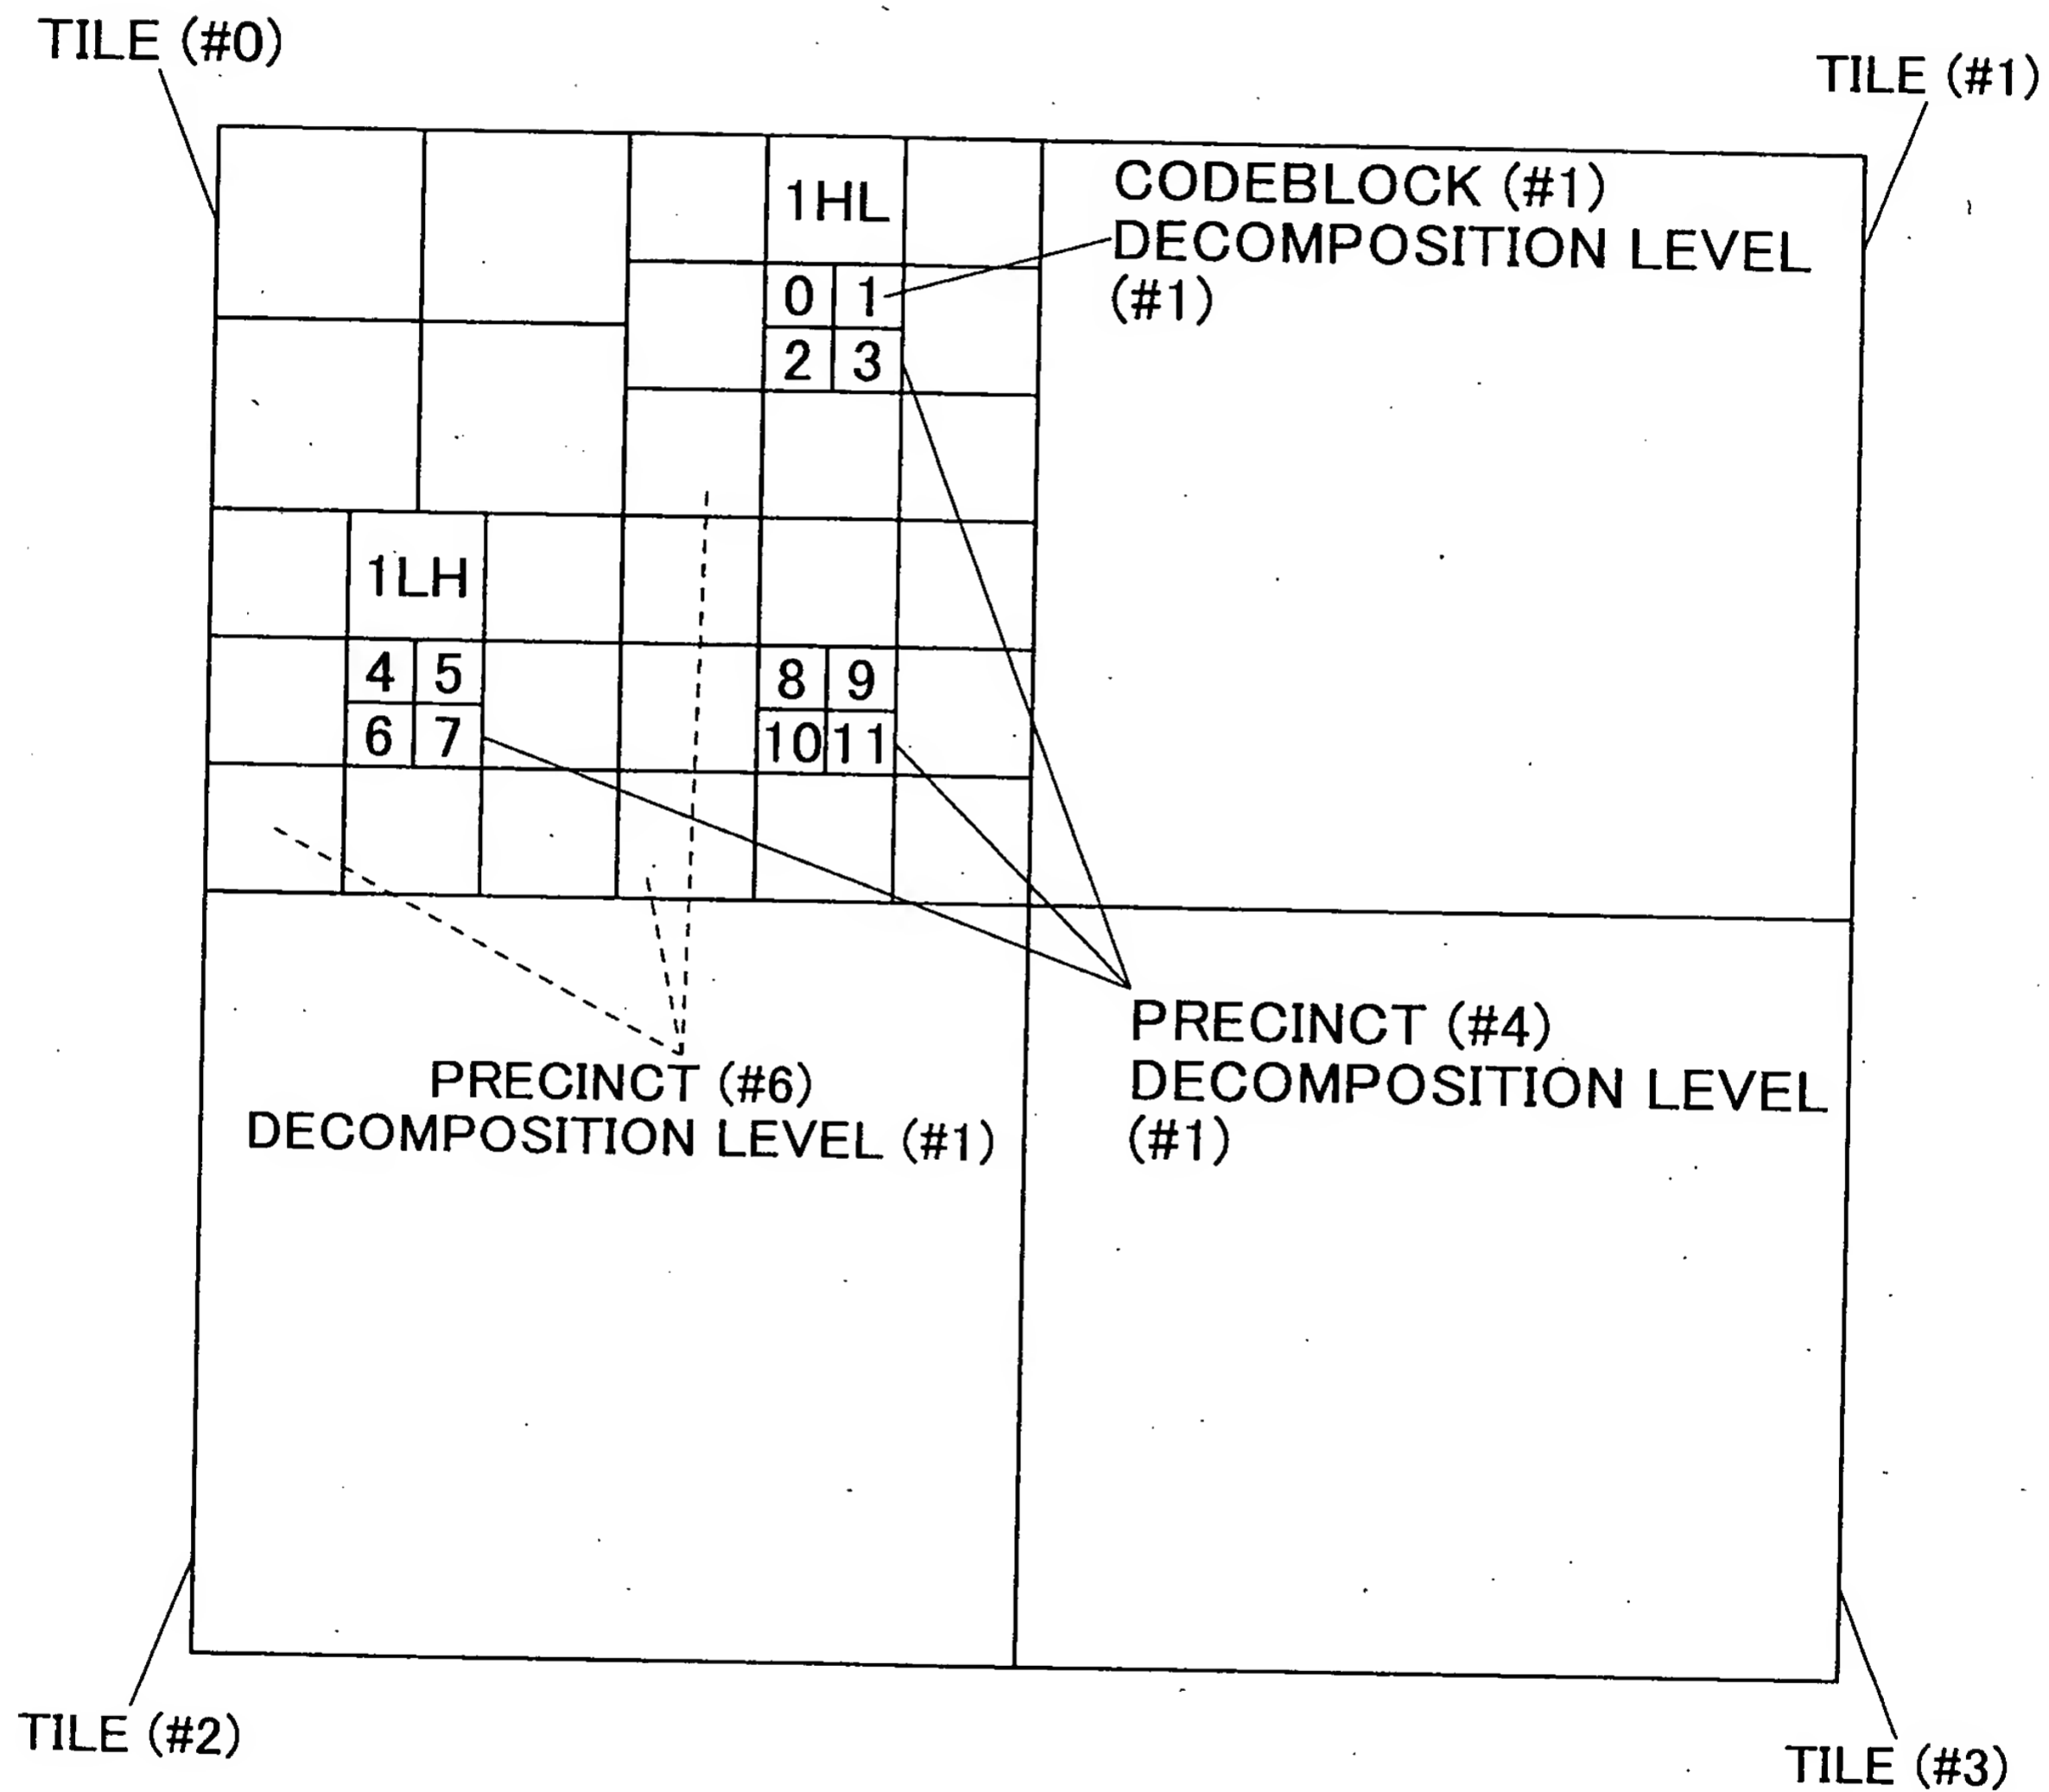 TILE (#0)
TILE (#1)
1HL
CODEBLOCK (#1)
DECOMPOSITION LEVEL
(#1)
0 1
2 3
1LH
4 5
6 7
8 9
10 11
PRECINCT (#6)
DECOMPOSITION LEVEL (#1)
PRECINCT (#4)
DECOMPOSITION LEVEL
(#1)
TILE (#2)
TILE (#3)